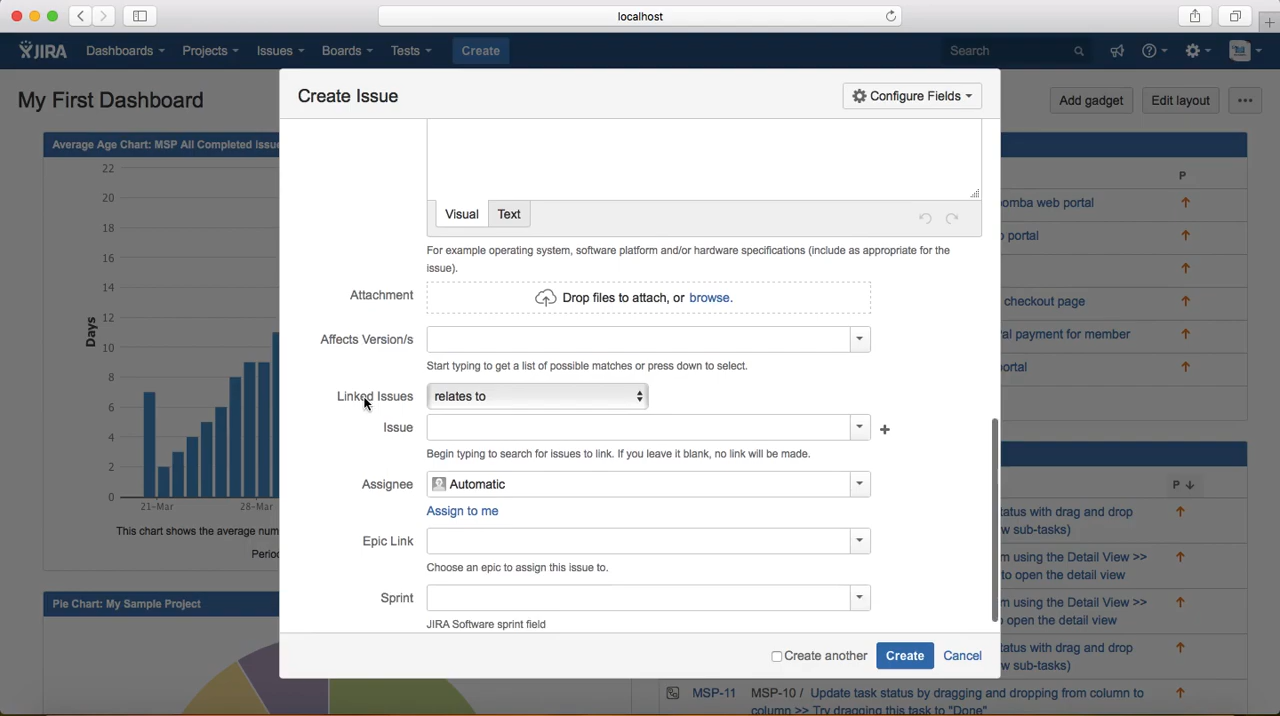 localhost
JIRA
Dashboards
Projects
Issues
Boards
Tests
Create
Search
My First Dashboard
Add gadget
Edit layout
Create Issue
Configure Fields
Visual
Text
For example operating system, software platform and/or hardware specifications (include as appropriate for the
issue).
Attachment
Drop files to attach, or browse.
Affects Version/s
Start typing to get a list of possible matches or press down to select.
Linked Issues
relates to
Issue
Begin typing to search for issues to link. If you leave it blank, no link will be made.
Assignee
Automatic
Assign to me
Epic Link
Choose an epic to assign this issue to.
Sprint
JIRA Software sprint field
Create another
Create
Cancel
Average Age Chart: MSP All Completed issue
22
20
18
16
14
12
10
8
6
4
2
0
Days
21-Mar
28-Mar
This chart shows the average num
Perio
Pie Chart: My Sample Project
P
omba web portal
portal
checkout page
al payment for member
ortal
P
tatus with drag and drop
w sub-tasks)
m using the Detail View >>
to open the detail view
m using the Detail View >>
open the detail view
tatus with drag and drop
w sub-tasks)
MSP-11
MSP-10 / Update task status by dragging and dropping from column to
column >> Try dragging this task to "Done"